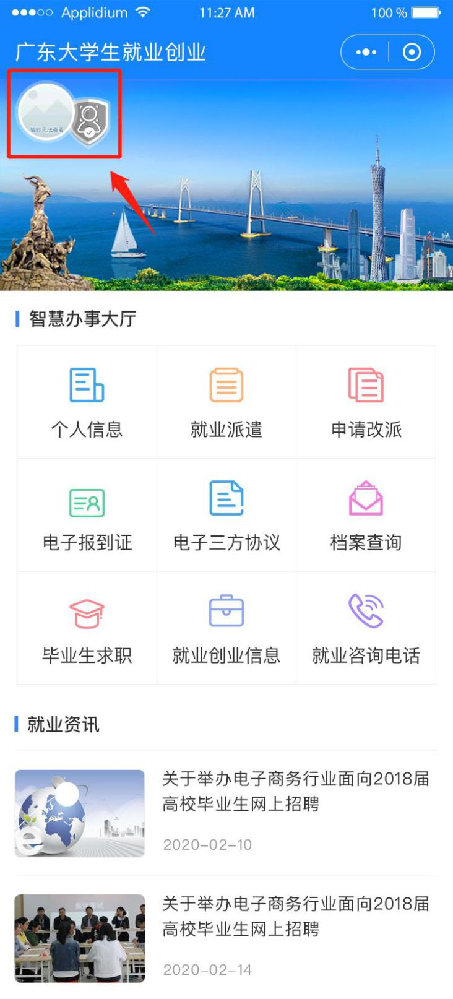 Applidium
11:27 AM
100 %
广东大学生就业创业
暂时无法查看
智慧办事大厅
个人信息
就业派遣
申请改派
电子报到证
电子三方协议
档案查询
毕业生求职
就业创业信息
就业咨询电话
就业资讯
关于举办电子商务行业面向2018届
高校毕业生网上招聘
2020-02-10
关于举办电子商务行业面向2018届
高校毕业生网上招聘
2020-02-14